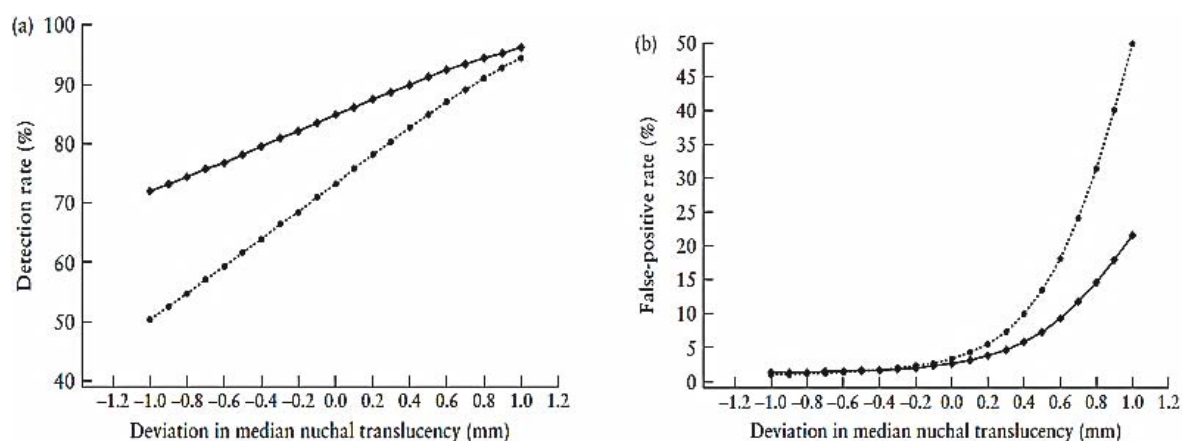 (a)
100
90
80
70
60
50
40
Detection rate (%)
−1.2 −1.0 −0.8 −0.6 −0.4 −0.2 0.0 0.2 0.4 0.6 0.8 1.0
Deviation in median nuchal translucency (mm)
(b)
50
45
40
35
30
25
20
15
10
5
0
False-positive rate (%)
−1.2 −1.0 −0.8 −0.6 −0.4 −0.2 0.0 0.2 0.4 0.6 0.8 1.0
Deviation in median nuchal translucency (mm)